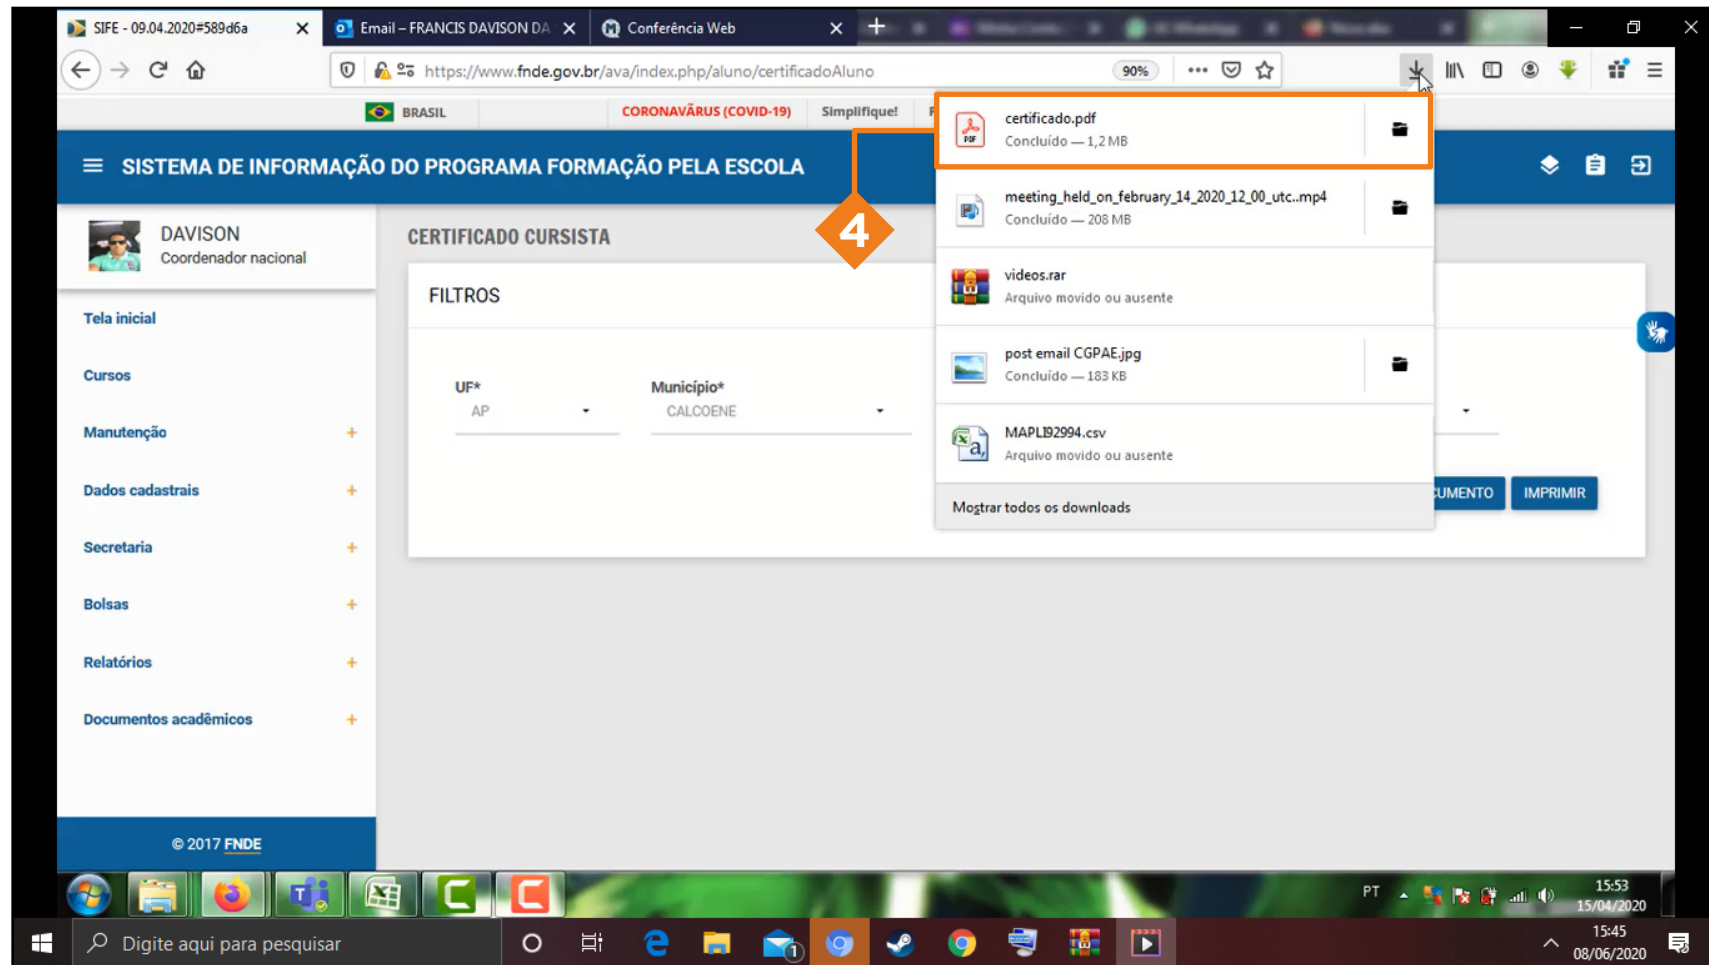 SIFE - 09.04.2020#589d6a
Email – FRANCIS DAVISON DA
Conferência Web
https://www.fnde.gov.br/ava/index.php/aluno/certificadoAluno
90%
BRASIL
CORONAVÃRUS (COVID-19)
Simplifique!
SISTEMA DE INFORMAÇÃO DO PROGRAMA FORMAÇÃO PELA ESCOLA
DAVISON
Coordenador nacional
Tela inicial
Cursos
Manutenção +
Dados cadastrais +
Secretaria +
Bolsas +
Relatórios +
Documentos acadêmicos +
© 2017 FNDE
CERTIFICADO CURSISTA
FILTROS
UF*
AP
Município*
CALCOENE
4
certificado.pdf
Concluído — 1,2 MB
meeting_held_on_february_14_2020_12_00_utc..mp4
Concluído — 208 MB
videos.rar
Arquivo movido ou ausente
post email CGPAE.jpg
Concluído — 183 KB
MAPLI92994.csv
Arquivo movido ou ausente
Mostrar todos os downloads
CUMENTO
IMPRIMIR
PT
15:53
15/04/2020
Digite aqui para pesquisar
1
15:45
08/06/2020